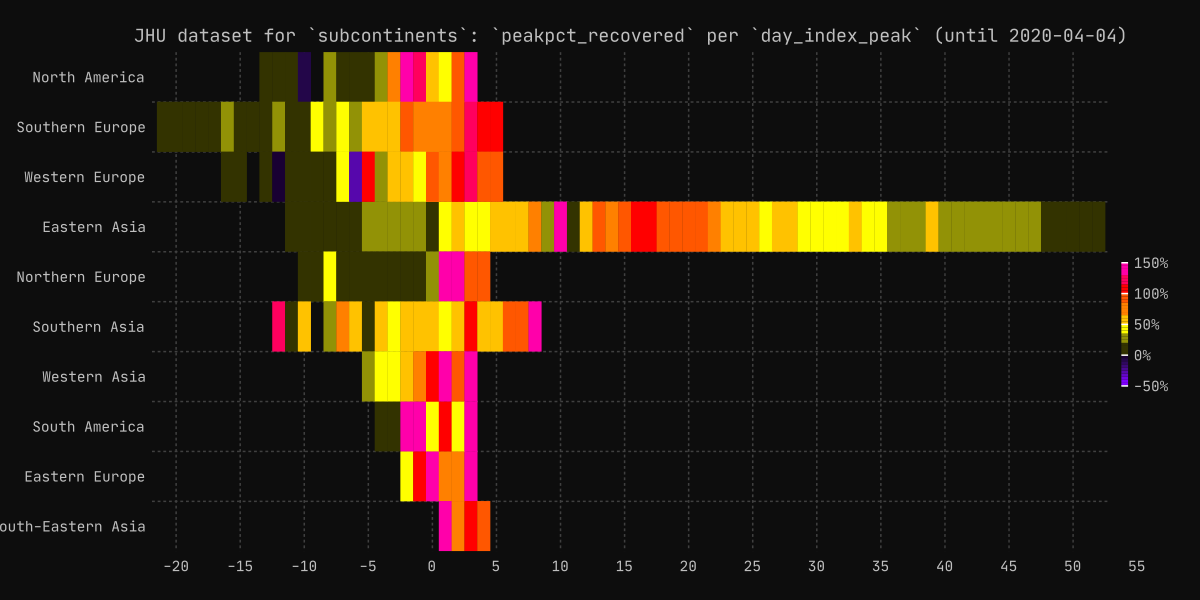 JHU dataset for `subcontinents`: `peakpct_recovered` per `day_index_peak` (until 2020-04-04)
North America
Southern Europe
Western Europe
Eastern Asia
Northern Europe
Southern Asia
Western Asia
South America
Eastern Europe
outh-Eastern Asia
150%
100%
50%
0%
−50%
−20 −15 −10 −5 0 5 10 15 20 25 30 35 40 45 50 55